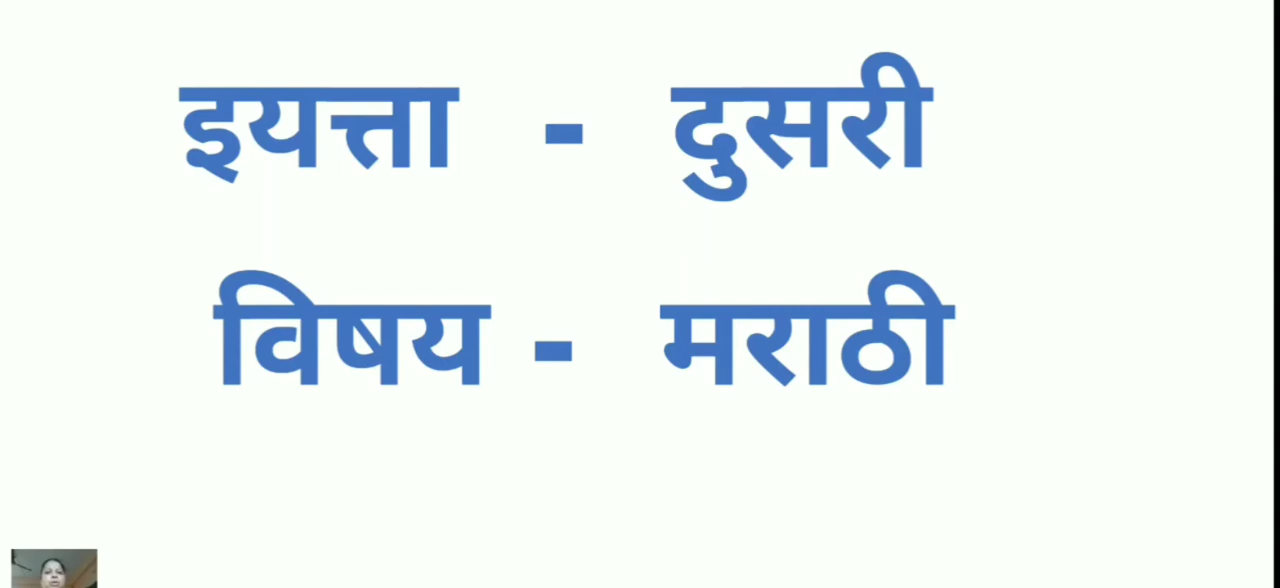 इयत्ता - दुसरी
विषय - मराठी